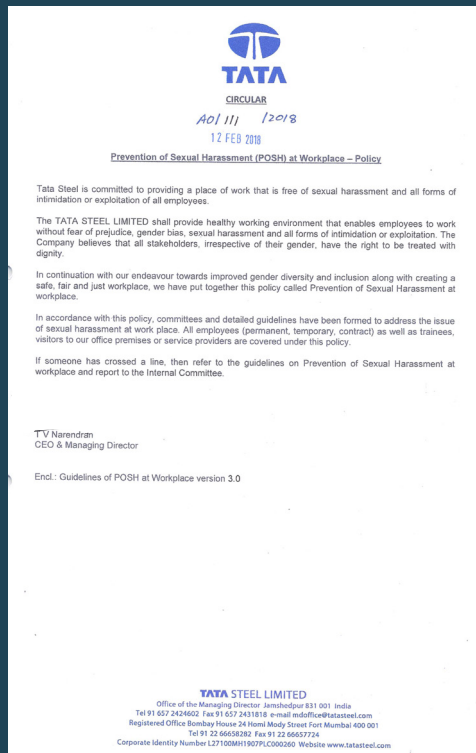 TATA
CIRCULAR
AO/ 111 /2018
12 FEB 2018
Prevention of Sexual Harassment (POSH) at Workplace – Policy
Tata Steel is committed to providing a place of work that is free of sexual harassment and all forms of
intimidation or exploitation of all employees.
The TATA STEEL LIMITED shall provide healthy working environment that enables employees to work
without fear of prejudice, gender bias, sexual harassment and all forms of intimidation or exploitation. The
Company believes that all stakeholders, irrespective of their gender, have the right to be treated with
dignity.
In continuation with our endeavour towards improved gender diversity and inclusion along with creating a
safe, fair and just workplace, we have put together this policy called Prevention of Sexual Harassment at
workplace.
In accordance with this policy, committees and detailed guidelines have been formed to address the issue
of sexual harassment at work place. All employees (permanent, temporary, contract) as well as trainees,
visitors to our office premises or service providers are covered under this policy.
If someone has crossed a line, then refer to the guidelines on Prevention of Sexual Harassment at
workplace and report to the Internal Committee.
T V Narendran
CEO & Managing Director
Encl.: Guidelines of POSH at Workplace version 3.0
TATA STEEL LIMITED
Office of the Managing Director Jamshedpur 831 001 India
Tel 91 657 2424602 Fax 91 657 2431818 e-mail mdoffice@tatasteel.com
Registered Office Bombay House 24 Homi Mody Street Fort Mumbai 400 001
Tel 91 22 66658282 Fax 91 22 66657724
Corporate Identity Number L27100MH1907PLC000260 Website www.tatasteel.com